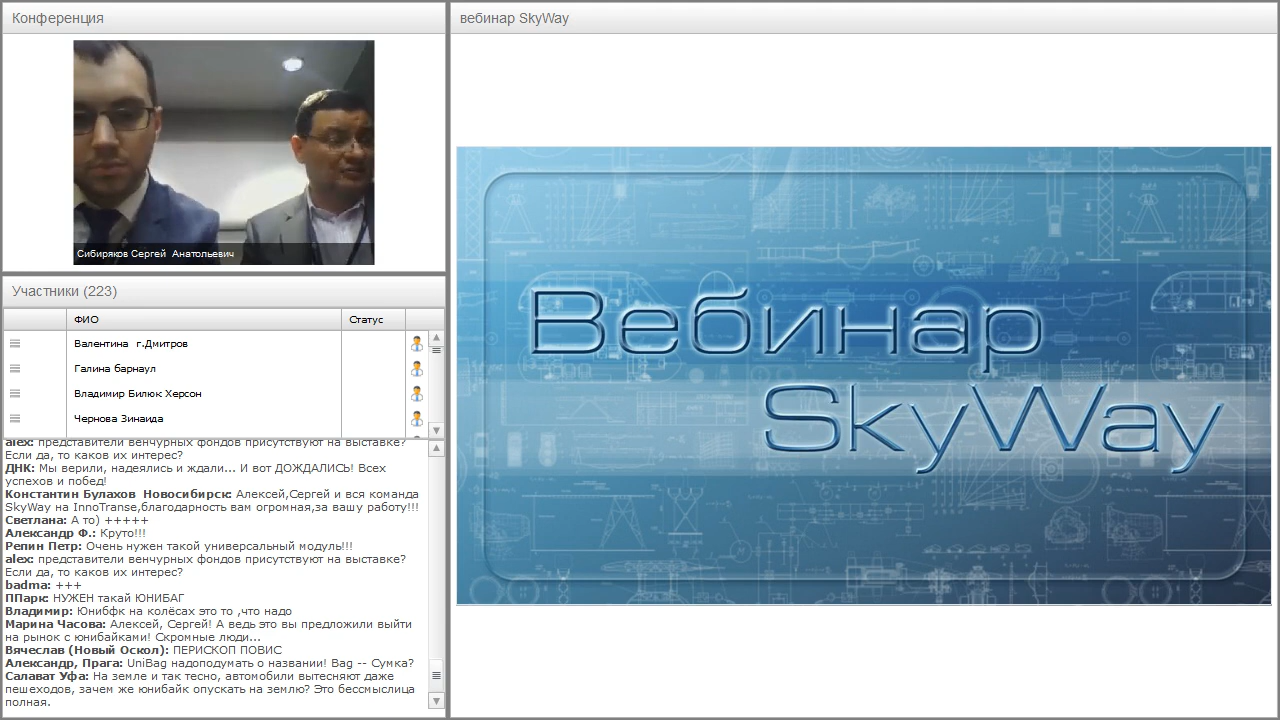 Конференция
Сибиряков Сергей  Анатольевич
Участники (223)
ФИО
Статус
Валентина  г.Дмитров
Галина барнаул
Владимир Билюк Херсон
Чернова Зинаида
alex: представители венчурных фондов присутствуют на выставке?
Если да, то каков их интерес?
ДНК: Мы верили, надеялись и ждали... И вот ДОЖДАЛИСЬ! Всех
успехов и побед!
Константин Булахов  Новосибирск: Алексей,Сергей и вся команда
SkyWay на InnoTranse,благодарность вам огромная,за вашу работу!!!
Светлана: А то) +++++
Александр Ф.: Круто!!!
Репин Петр: Очень нужен такой универсальный модуль!!!
alex: представители венчурных фондов присутствуют на выставке?
Если да, то каков их интерес?
badma: +++
ППарк: НУЖЕН такай ЮНИБАГ
Владимир: Юнибфк на колёсах это то ,что надо
Марина Часова: Алексей, Сергей! А ведь это вы предложили выйти
на рынок с юнибайками! Скромные люди...
Вячеслав (Новый Оскол): ПЕРИСКОП ПОВИС
Александр, Прага: UniBag надоподумать о названии! Bag -- Сумка?
Салават Уфа: На земле и так тесно, автомобили вытесняют даже
пешеходов, зачем же юнибайк опускать на землю? Это бессмыслица
полная.
вебинар SkyWay
Вебинар
SkyWay